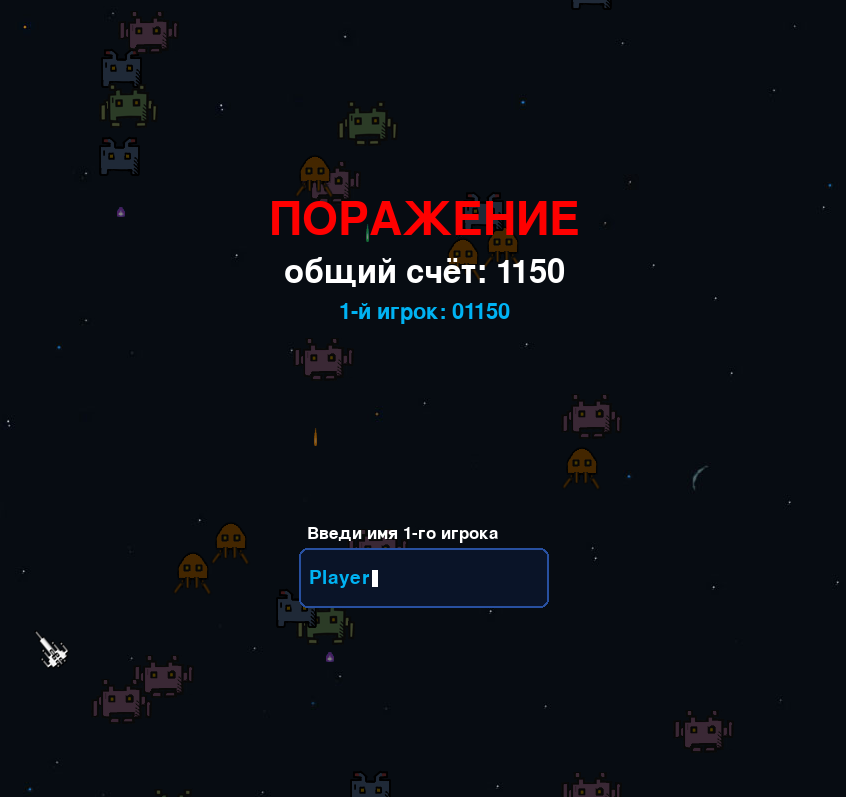 ПОРАЖЕНИЕ
общий счёт: 1150
1-й игрок: 01150
Введи имя 1-го игрока
Player